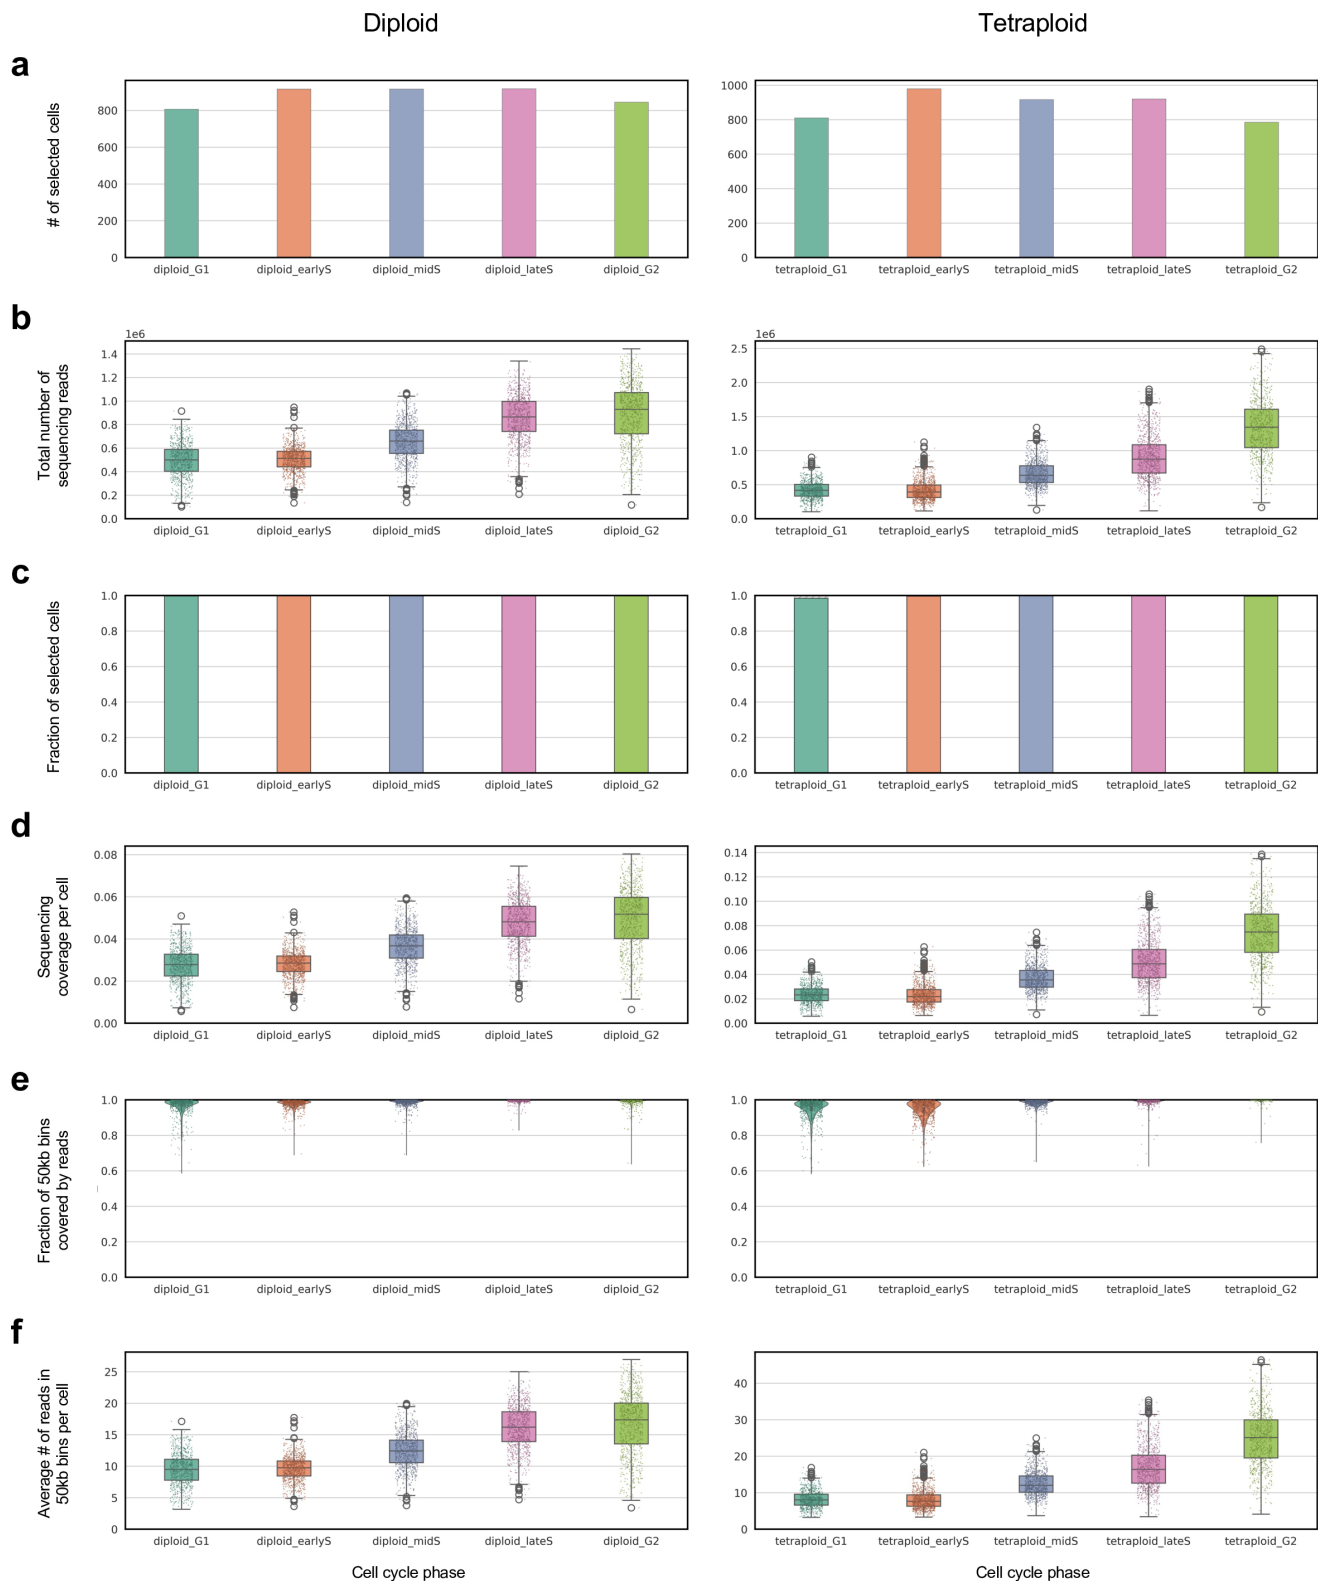 Diploid
Tetraploid
a
# of selected cells
800
600
400
200
0
diploid_G1 diploid_earlyS diploid_midS diploid_lateS diploid_G2
1000
800
600
400
200
0
tetraploid_G1 tetraploid_earlyS tetraploid_midS tetraploid_lateS tetraploid_G2
b
Total number of
sequencing reads
1e6
1.4
1.2
1.0
0.8
0.6
0.4
0.2
0.0
diploid_G1 diploid_earlyS diploid_midS diploid_lateS diploid_G2
1e6
2.5
2.0
1.5
1.0
0.5
0.0
tetraploid_G1 tetraploid_earlyS tetraploid_midS tetraploid_lateS tetraploid_G2
c
Fraction of selected cells
1.0
0.8
0.6
0.4
0.2
0.0
diploid_G1 diploid_earlyS diploid_midS diploid_lateS diploid_G2
1.0
0.8
0.6
0.4
0.2
0.0
tetraploid_G1 tetraploid_earlyS tetraploid_midS tetraploid_lateS tetraploid_G2
d
Sequencing
coverage per cell
0.08
0.06
0.04
0.02
0.00
diploid_G1 diploid_earlyS diploid_midS diploid_lateS diploid_G2
0.14
0.12
0.10
0.08
0.06
0.04
0.02
0.00
tetraploid_G1 tetraploid_earlyS tetraploid_midS tetraploid_lateS tetraploid_G2
e
Fraction of 50kb bins
covered by reads
1.0
0.8
0.6
0.4
0.2
0.0
diploid_G1 diploid_earlyS diploid_midS diploid_lateS diploid_G2
1.0
0.8
0.6
0.4
0.2
0.0
tetraploid_G1 tetraploid_earlyS tetraploid_midS tetraploid_lateS tetraploid_G2
f
Average # of reads in
50kb bins per cell
25
20
15
10
5
0
diploid_G1 diploid_earlyS diploid_midS diploid_lateS diploid_G2
40
30
20
10
0
tetraploid_G1 tetraploid_earlyS tetraploid_midS tetraploid_lateS tetraploid_G2
Cell cycle phase
Cell cycle phase